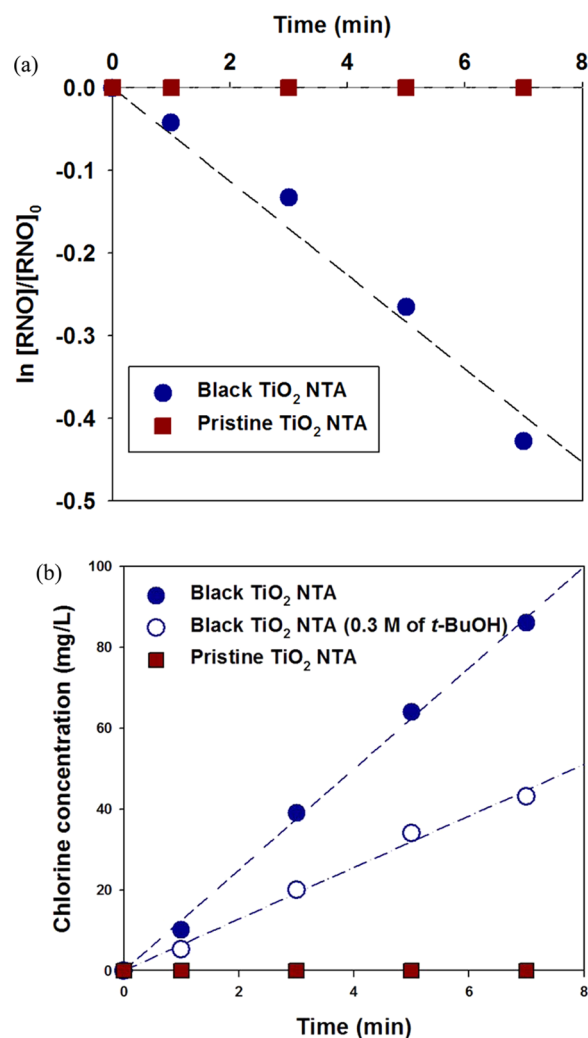 Time (min)
(a)
0 2 4 6 8
0.0
-0.1
-0.2
-0.3
-0.4
-0.5
ln [RNO]/[RNO]₀
Black TiO₂ NTA
Pristine TiO₂ NTA
(b)
100
80
60
40
20
0
Chlorine concentration (mg/L)
Black TiO₂ NTA
Black TiO₂ NTA (0.3 M of t-BuOH)
Pristine TiO₂ NTA
0 2 4 6 8
Time (min)